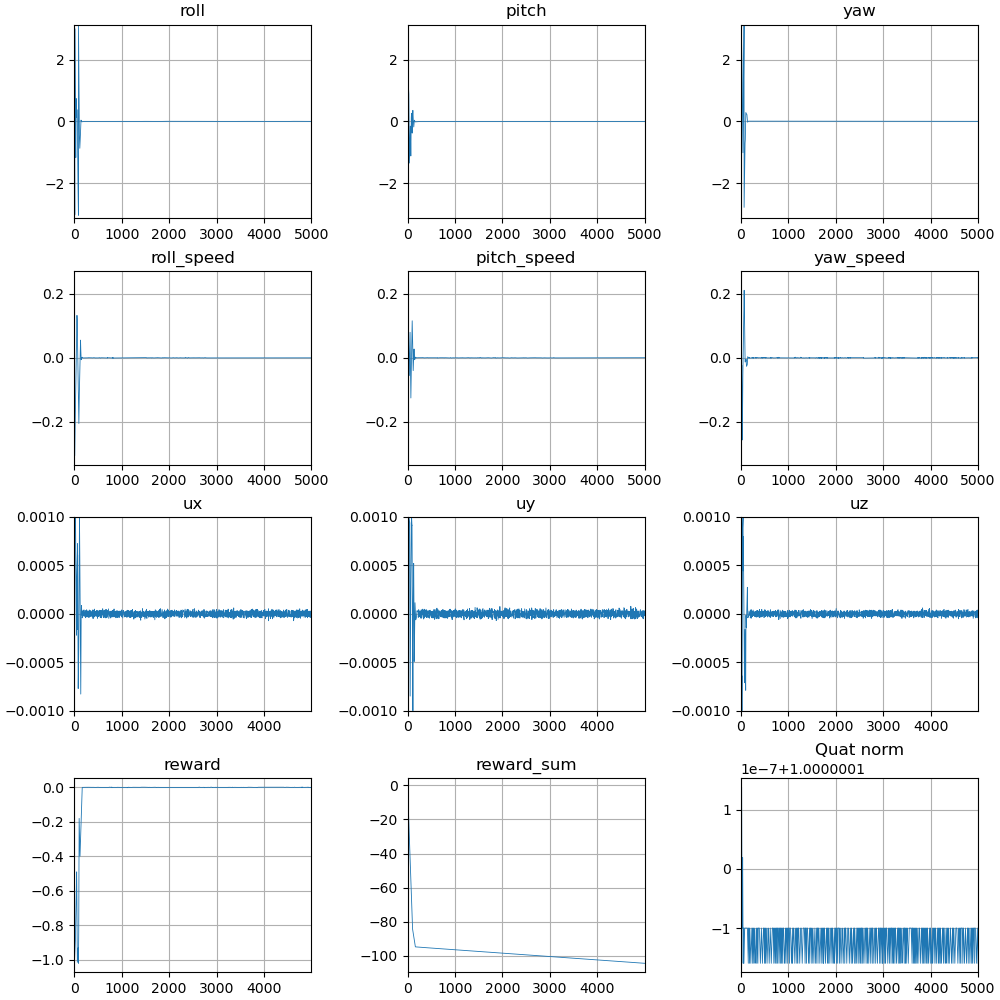 roll pitch yaw
2 2 2
0 0 0
−2 −2 −2
0 1000 2000 3000 4000 5000 0 1000 2000 3000 4000 5000 0 1000 2000 3000 4000 5000
roll_speed pitch_speed yaw_speed
0.2 0.2 0.2
0.0 0.0 0.0
−0.2 −0.2 −0.2
0 1000 2000 3000 4000 5000 0 1000 2000 3000 4000 5000 0 1000 2000 3000 4000 5000
ux uy uz
0.0010 0.0010 0.0010
0.0005 0.0005 0.0005
0.0000 0.0000 0.0000
−0.0005 −0.0005 −0.0005
−0.0010 −0.0010 −0.0010
0 1000 2000 3000 4000 0 1000 2000 3000 4000 0 1000 2000 3000 4000
reward reward_sum Quat norm
1e−7+1.0000001
0.0 0 1
−0.2 −20
−0.4 −40 0
−0.6 −60
−0.8 −80 −1
−1.0 −100
0 1000 2000 3000 4000 0 1000 2000 3000 4000 5000 0 1000 2000 3000 4000 5000